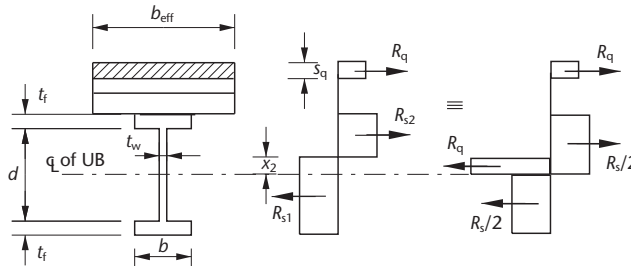 b_eff
t_f
s_q
R_q
R_q
t_w
R_s2
≡
℄ of UB
x_2
R_q
R_s/2
d
R_s1
R_s/2
t_f
b